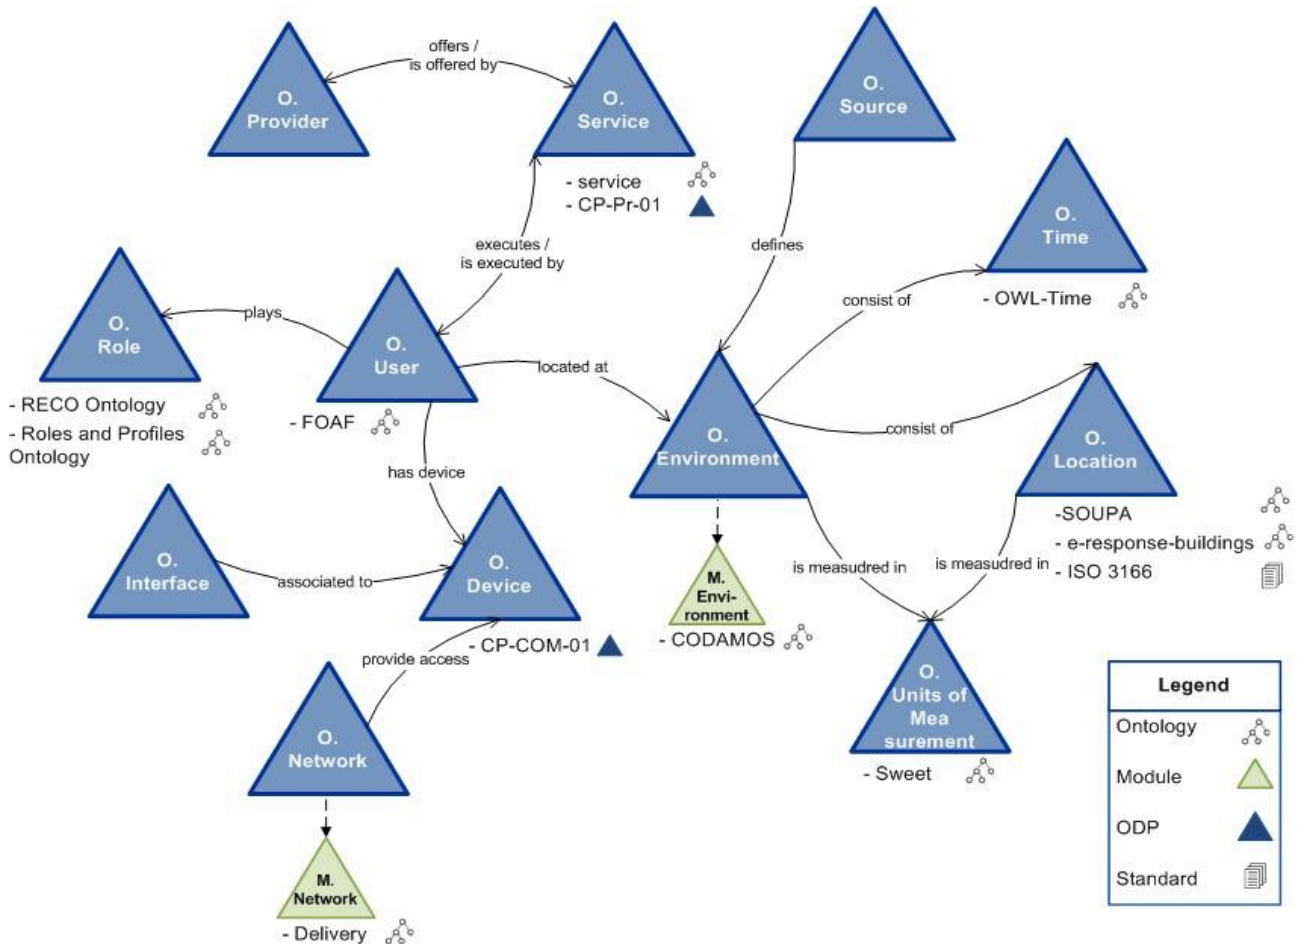 offers /
is offered by
O.
Provider
O.
Service
O.
Source
- service
- CP-Pr-01
O.
Time
- OWL-Time
executes /
is executed by
defines
consist of
O.
Role
plays
O.
User
located at
- RECO Ontology
- Roles and Profiles
Ontology
- FOAF
O.
Environment
consist of
O.
Location
has device
-SOUPA
- e-response-buildings
- ISO 3166
O.
Interface
associated to
O.
Device
is measudred in
is measudred in
M.
Envi-
ronment
- CODAMOS
- CP-COM-01
provide access
O.
Network
O.
Units of
Mea
surement
- Sweet
M.
Network
- Delivery
Legend
Ontology
Module
ODP
Standard